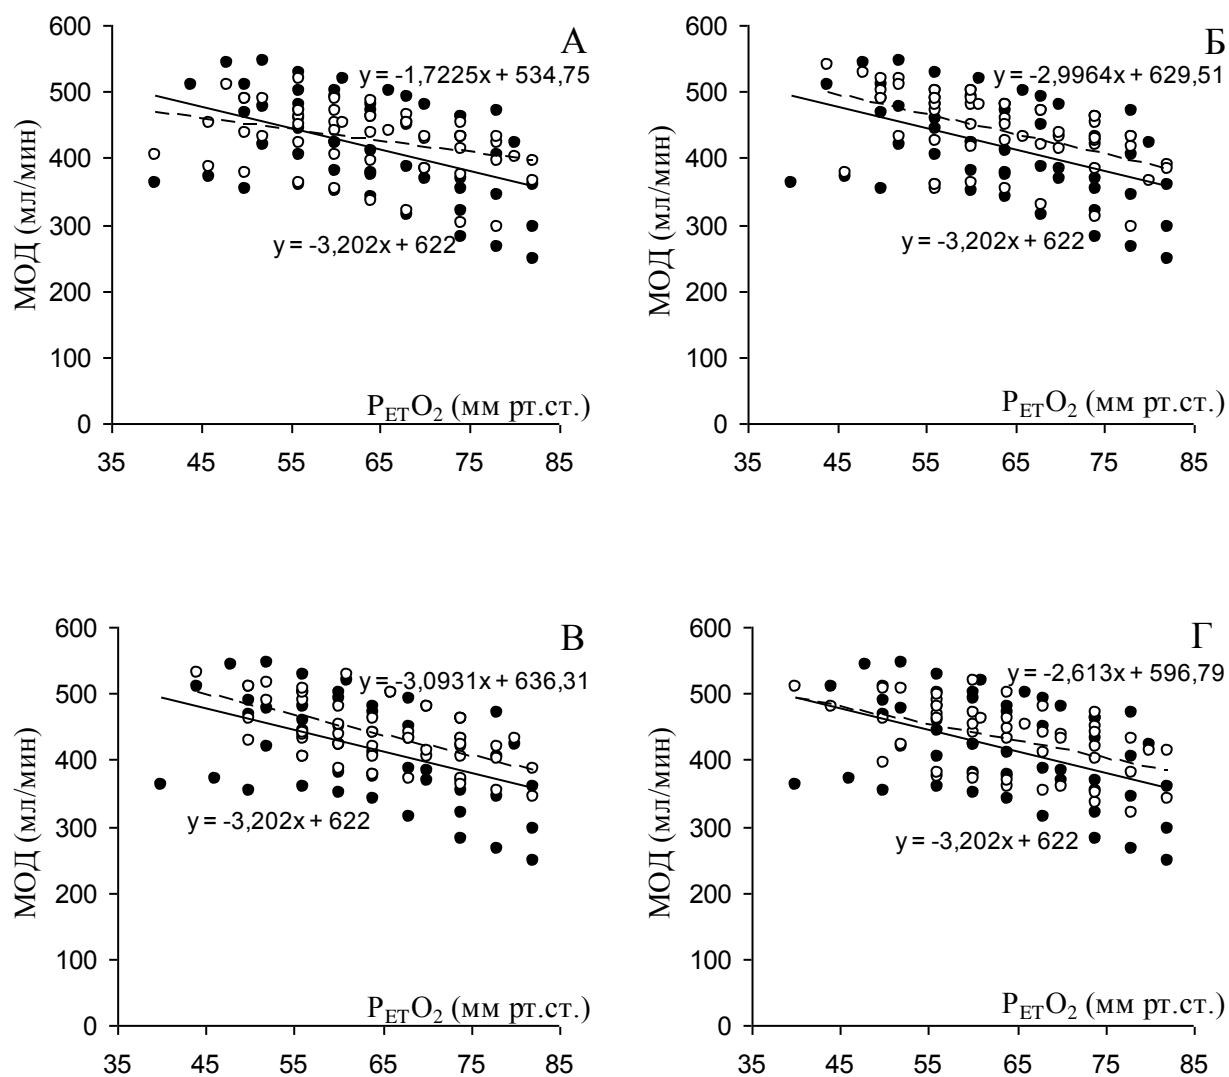 А
y = -1,7225x + 534,75
y = -3,202x + 622
МОД (мл/мин)
600
500
400
300
200
100
0
P_ETO_2 (мм рт.ст.)
35 45 55 65 75 85
Б
y = -2,9964x + 629,51
y = -3,202x + 622
МОД (мл/мин)
600
500
400
300
200
100
0
P_ETO_2 (мм рт.ст.)
35 45 55 65 75 85
В
y = -3,0931x + 636,31
y = -3,202x + 622
МОД (мл/мин)
600
500
400
300
200
100
0
P_ETO_2 (мм рт.ст.)
35 45 55 65 75 85
Г
y = -2,613x + 596,79
y = -3,202x + 622
МОД (мл/мин)
600
500
400
300
200
100
0
P_ETO_2 (мм рт.ст.)
35 45 55 65 75 85